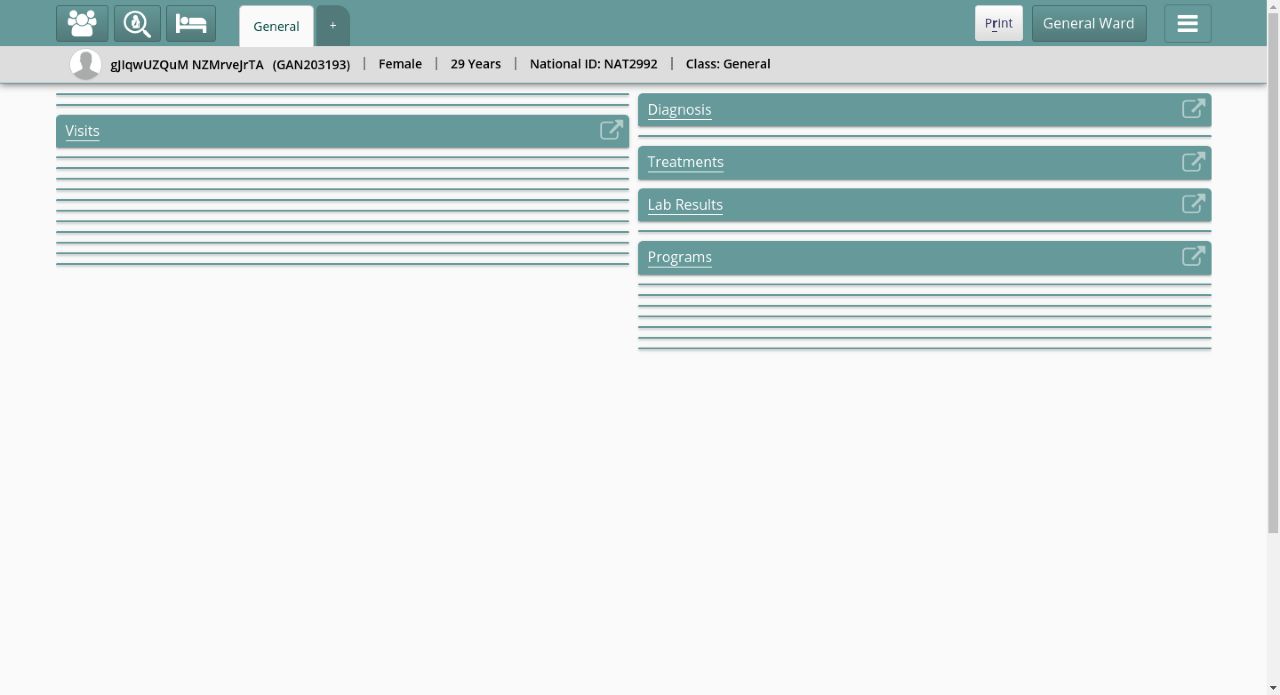 General
+
Print
General Ward
gJIqwUZQuM NZMrveJrTA (GAN203193) | Female | 29 Years | National ID: NAT2992 | Class: General
Visits
Diagnosis
Treatments
Lab Results
Programs